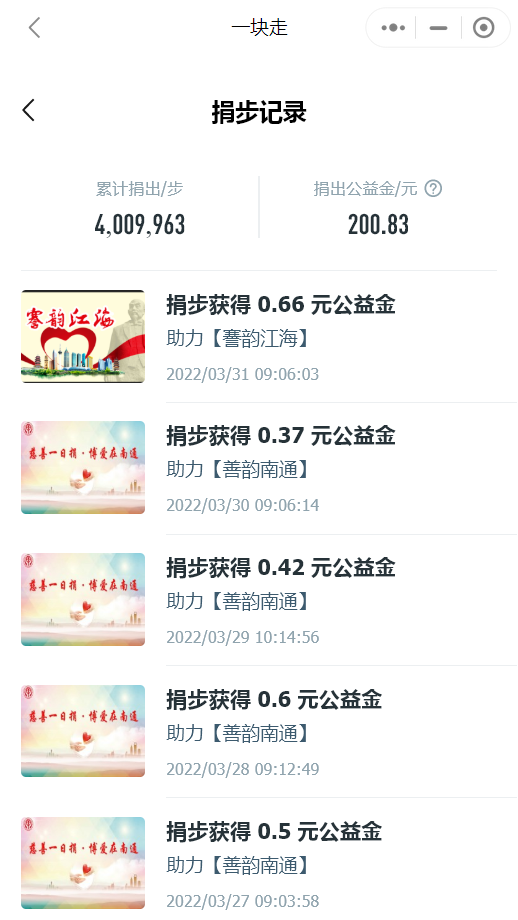 一块走
捐步记录
累计捐出/步
捐出公益金/元
4,009,963
200.83
謇韵江海
捐步获得 0.66 元公益金
助力【謇韵江海】
2022/03/31 09:06:03
慈善一日捐·博爱在南通
捐步获得 0.37 元公益金
助力【善韵南通】
2022/03/30 09:06:14
慈善一日捐·博爱在南通
捐步获得 0.42 元公益金
助力【善韵南通】
2022/03/29 10:14:56
慈善一日捐·博爱在南通
捐步获得 0.6 元公益金
助力【善韵南通】
2022/03/28 09:12:49
慈善一日捐·博爱在南通
捐步获得 0.5 元公益金
助力【善韵南通】
2022/03/27 09:03:58